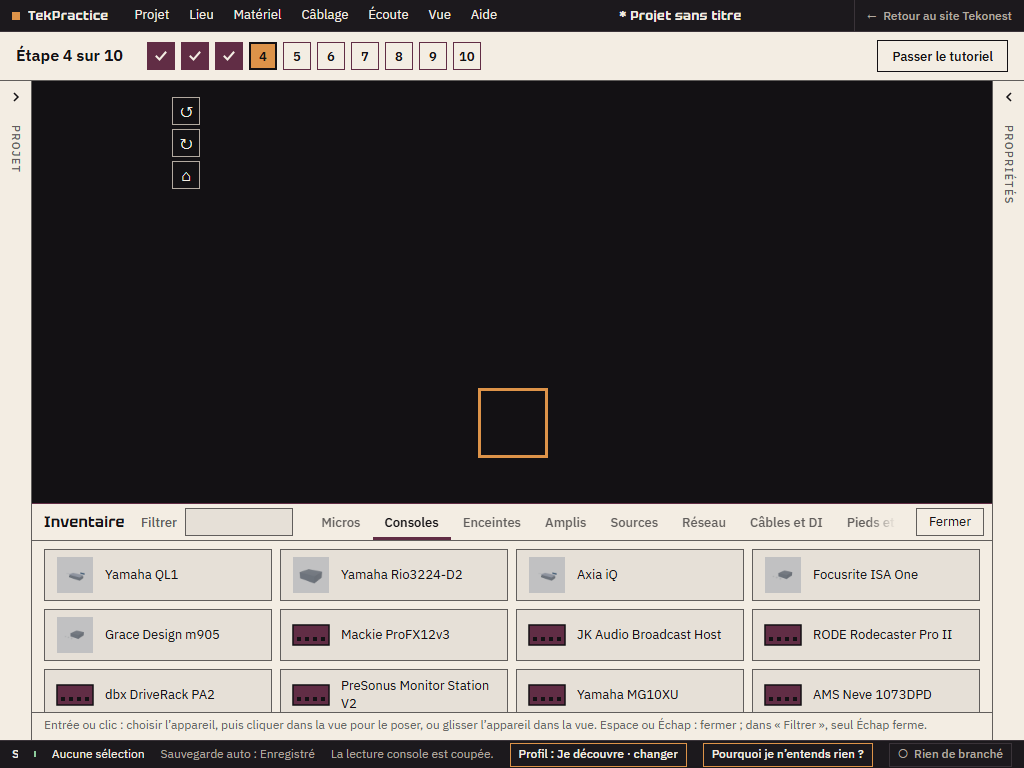 TekPractice Projet Lieu Matériel Câblage Écoute Vue Aide * Projet sans titre ← Retour au site Tekonest
Étape 4 sur 10 4 5 6 7 8 9 10 Passer le tutoriel
PROJET
PROPRIÉTÉS
Inventaire Filtrer Micros Consoles Enceintes Amplis Sources Réseau Câbles et DI Pieds et Fermer
Yamaha QL1 Yamaha Rio3224-D2 Axia iQ Focusrite ISA One
Grace Design m905 Mackie ProFX12v3 JK Audio Broadcast Host RODE Rodecaster Pro II
dbx DriveRack PA2 PreSonus Monitor Station V2 Yamaha MG10XU AMS Neve 1073DPD
Entrée ou clic : choisir l'appareil, puis cliquer dans la vue pour le poser, ou glisser l'appareil dans la vue. Espace ou Échap : fermer ; dans « Filtrer », seul Échap ferme.
S Aucune sélection Sauvegarde auto : Enregistré La lecture console est coupée. Profil : Je découvre · changer Pourquoi je n'entends rien ? Rien de branché